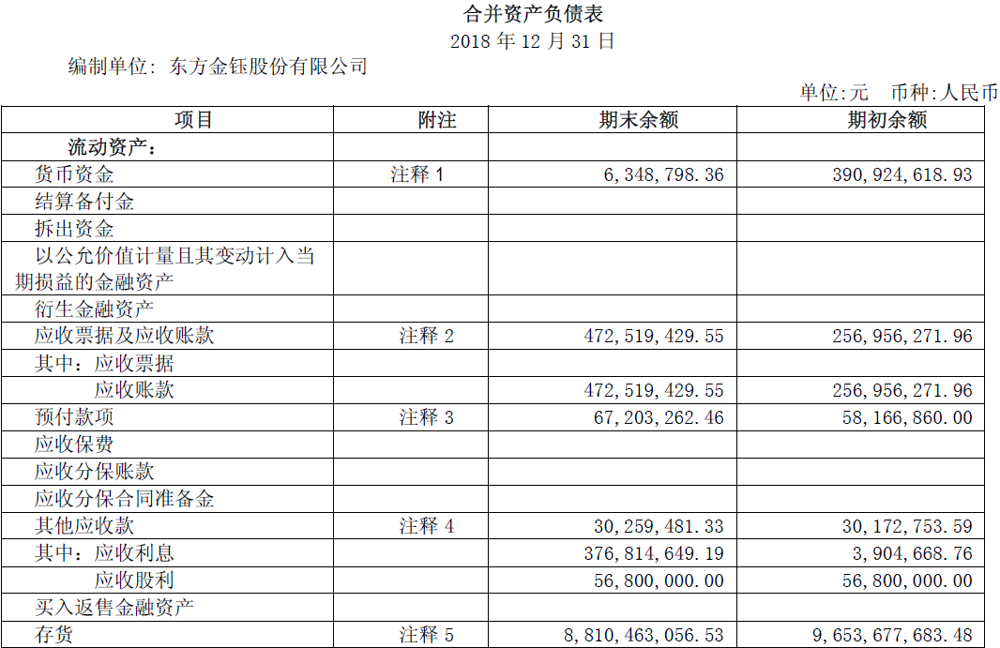 合并资产负债表
2018 年 12 月 31 日
编制单位: 东方金钰股份有限公司
单位:元 币种:人民币
项目 附注 期末余额 期初余额
流动资产：
货币资金 注释 1 6,348,798.36 390,924,618.93
结算备付金
拆出资金
以公允价值计量且其变动计入当
期损益的金融资产
衍生金融资产
应收票据及应收账款 注释 2 472,519,429.55 256,956,271.96
其中：应收票据
应收账款 472,519,429.55 256,956,271.96
预付款项 注释 3 67,203,262.46 58,166,860.00
应收保费
应收分保账款
应收分保合同准备金
其他应收款 注释 4 30,259,481.33 30,172,753.59
其中：应收利息 376,814,649.19 3,904,668.76
应收股利 56,800,000.00 56,800,000.00
买入返售金融资产
存货 注释 5 8,810,463,056.53 9,653,677,683.48